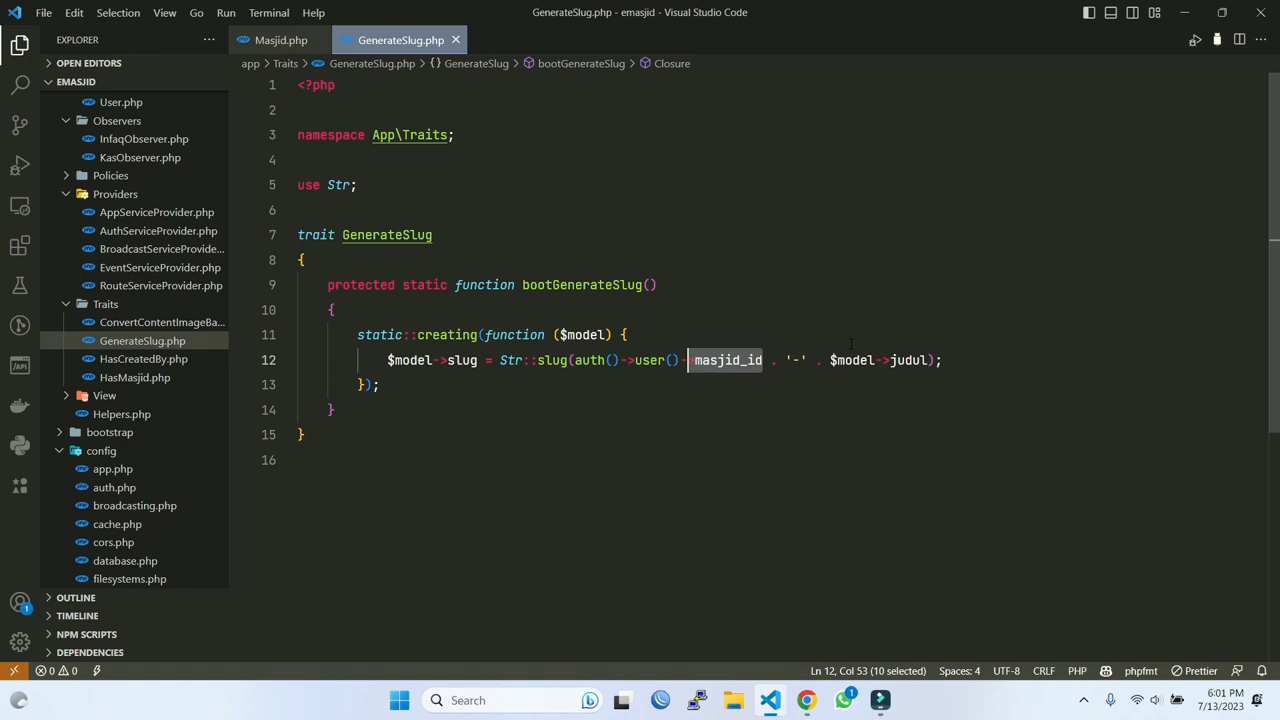 File Edit Selection View Go Run Terminal Help
GenerateSlug.php - emasjid - Visual Studio Code
EXPLORER
OPEN EDITORS
EMASJID
User.php
Observers
InfaqObserver.php
KasObserver.php
Policies
Providers
AppServiceProvider.php
AuthServiceProvider.php
BroadcastServiceProvide...
EventServiceProvider.php
RouteServiceProvider.php
Traits
ConvertContentImageBa...
GenerateSlug.php
HasCreatedBy.php
HasMasjid.php
View
Helpers.php
bootstrap
config
app.php
auth.php
broadcasting.php
cache.php
cors.php
database.php
filesystems.php
OUTLINE
TIMELINE
NPM SCRIPTS
DEPENDENCIES
Masjid.php GenerateSlug.php
app > Traits > GenerateSlug.php > {} GenerateSlug > bootGenerateSlug > Closure
1 <?php
2
3 namespace App\Traits;
4
5 use Str;
6
7 trait GenerateSlug
8 {
9 protected static function bootGenerateSlug()
10 {
11 static::creating(function ($model) {
12 $model->slug = Str::slug(auth()->user()->masjid_id . '-' . $model->judul);
13 });
14 }
15 }
16
1
0 0
Ln 12, Col 53 (10 selected) Spaces: 4 UTF-8 CRLF PHP phpfmt Prettier
Search
1
6:01 PM
7/13/2023